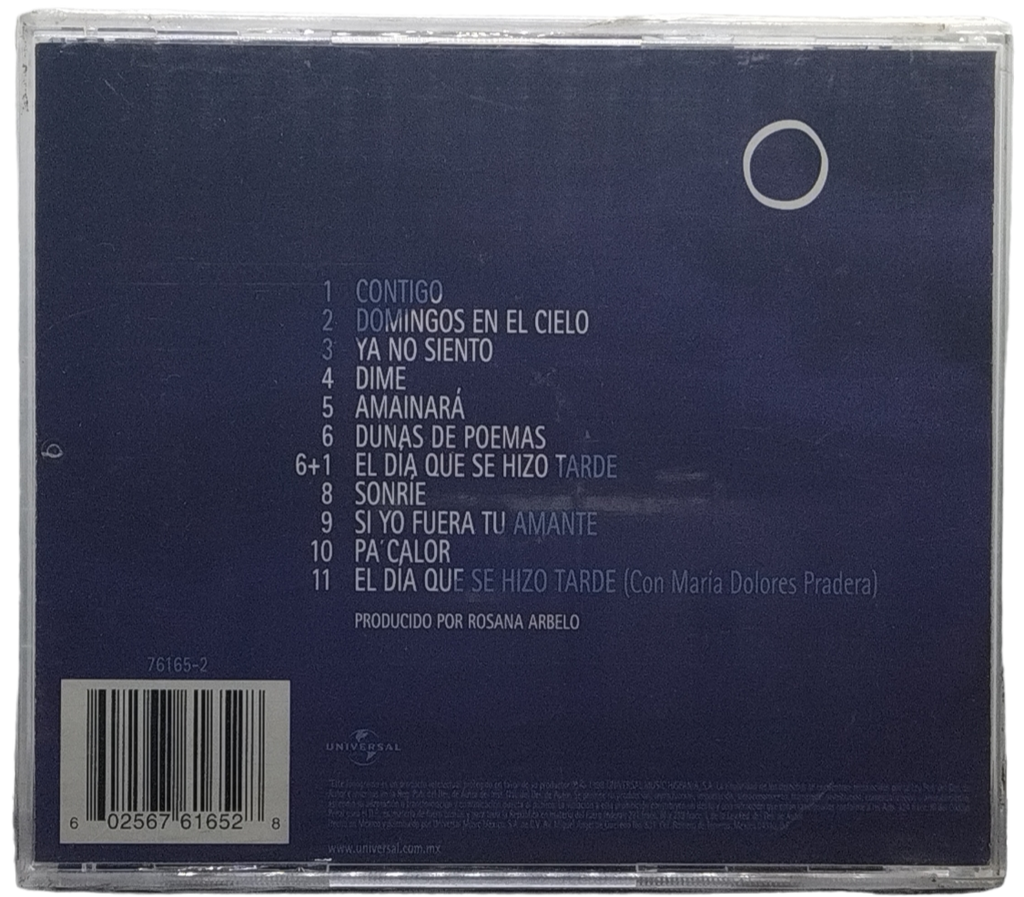 1 CONTIGO
2 DOMINGOS EN EL CIELO
3 YA NO SIENTO
4 DIME
5 AMAINARÁ
6 DUNAS DE POEMAS
6+1 EL DÍA QUE SE HIZO TARDE
8 SONRÍE
9 SI YO FUERA TU AMANTE
10 PA´CALOR
11 EL DÍA QUE SE HIZO TARDE (Con María Dolores Pradera)
PRODUCIDO POR ROSANA ARBELO
76165-2
6 02567 61652 8
UNIVERSAL
www.universal.com.mx